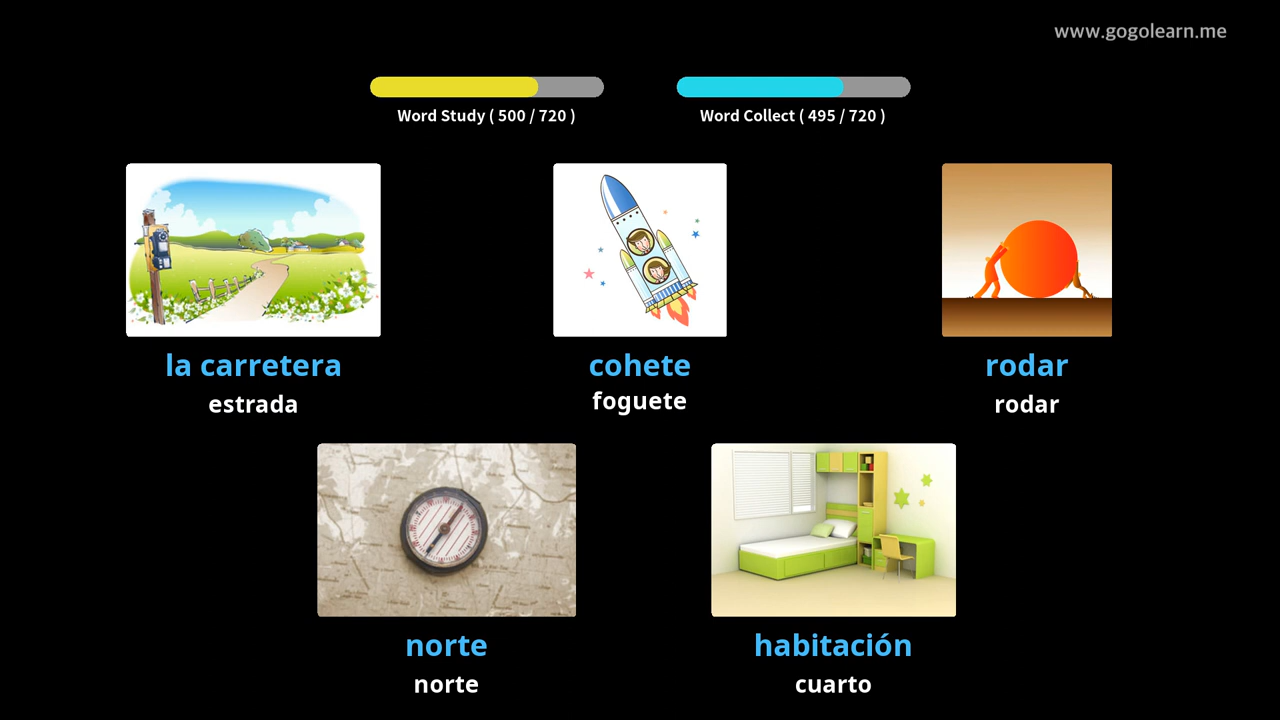 www.gogolearn.me
Word Study ( 500 / 720 )
Word Collect ( 495 / 720 )
la carretera
estrada
cohete
foguete
rodar
rodar
norte
norte
habitación
cuarto